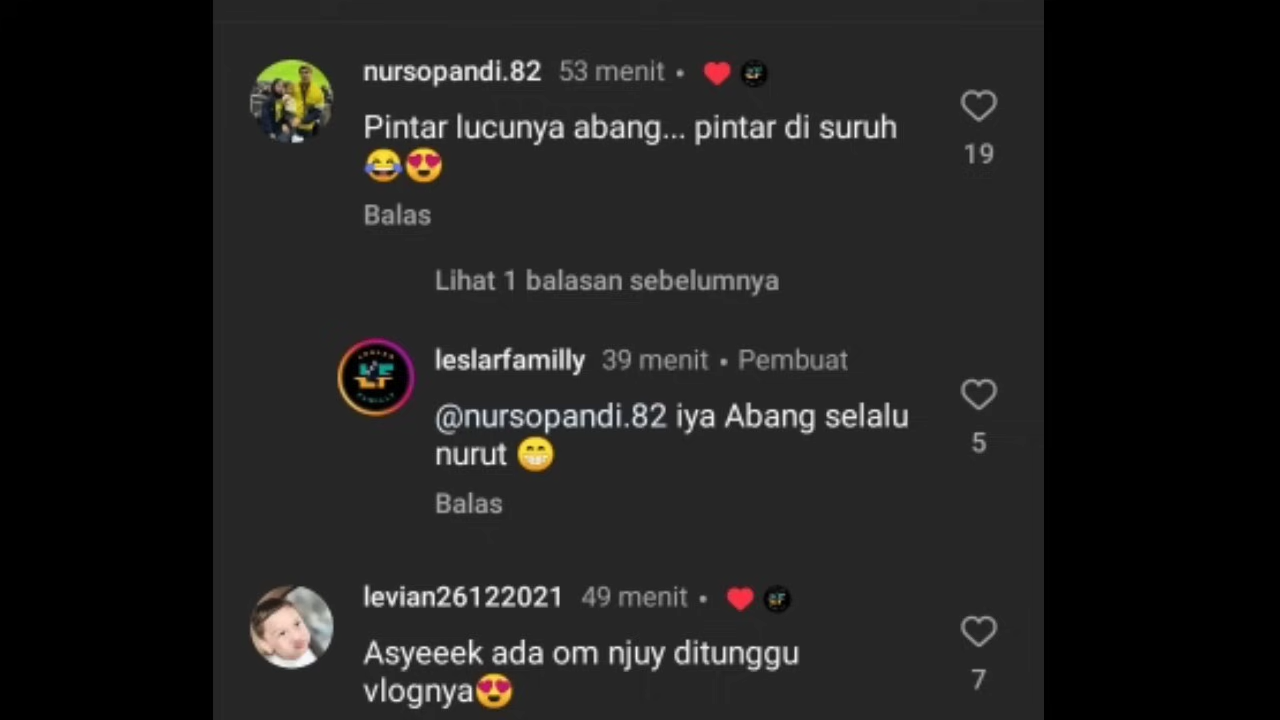 nursopandi.82 53 menit •
19
Pintar lucunya abang... pintar di suruh
😂😍
Balas
Lihat 1 balasan sebelumnya
leslarfamilly 39 menit • Pembuat
@nursopandi.82 iya Abang selalu
nurut 😁
5
Balas
levian26122021 49 menit •
Asyeeek ada om njuy ditunggu
vlognya😍
7